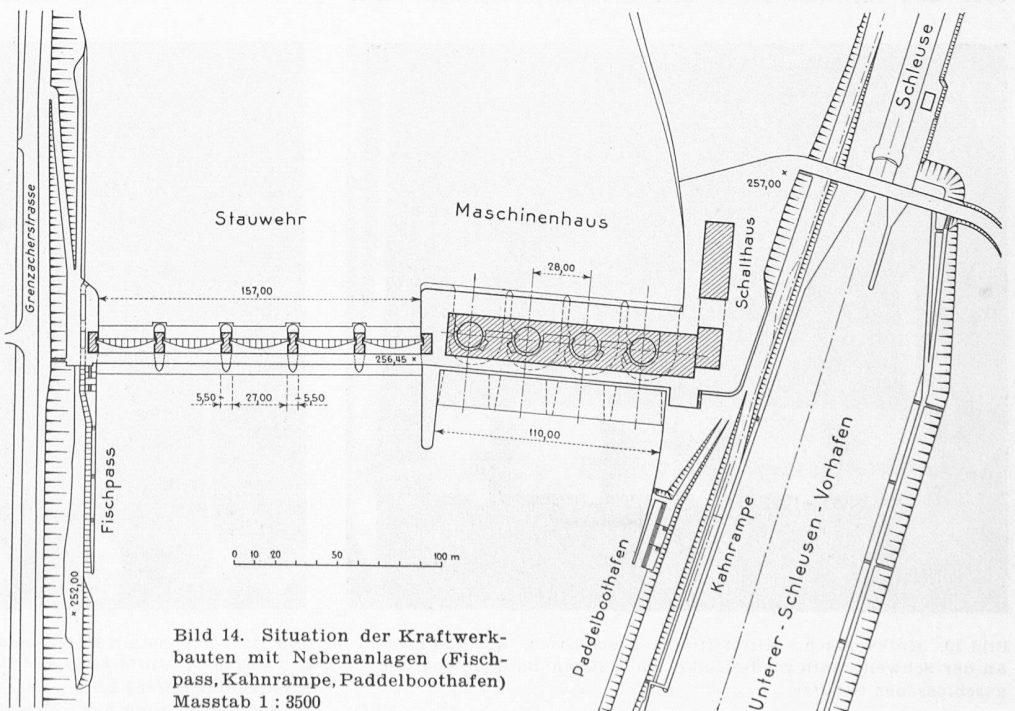 Schleuse
257,00
Grenzacherstrasse
Stauwehr
Maschinenhaus
Schalthaus
28,00
157,00
256,45
5,50 27,00 5,50
110,00
Fischpass
Paddelboothafen
Kahnrampe
Unterer-Schleusen-Vorhafen
0 10 20 50 100 m
252,00
Bild 14. Situation der Kraftwerk-
bauten mit Nebenanlagen (Fisch-
pass, Kahnrampe, Paddelboothafen)
Masstab 1 : 3500